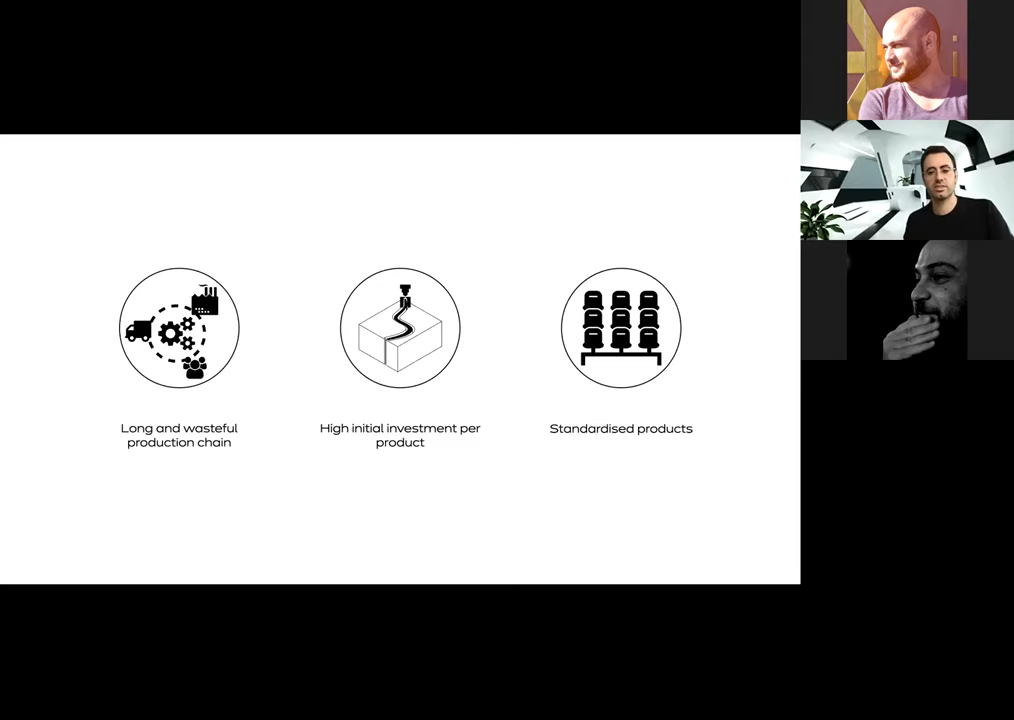 Long and wasteful
production chain
High initial investment per
product
Standardised products